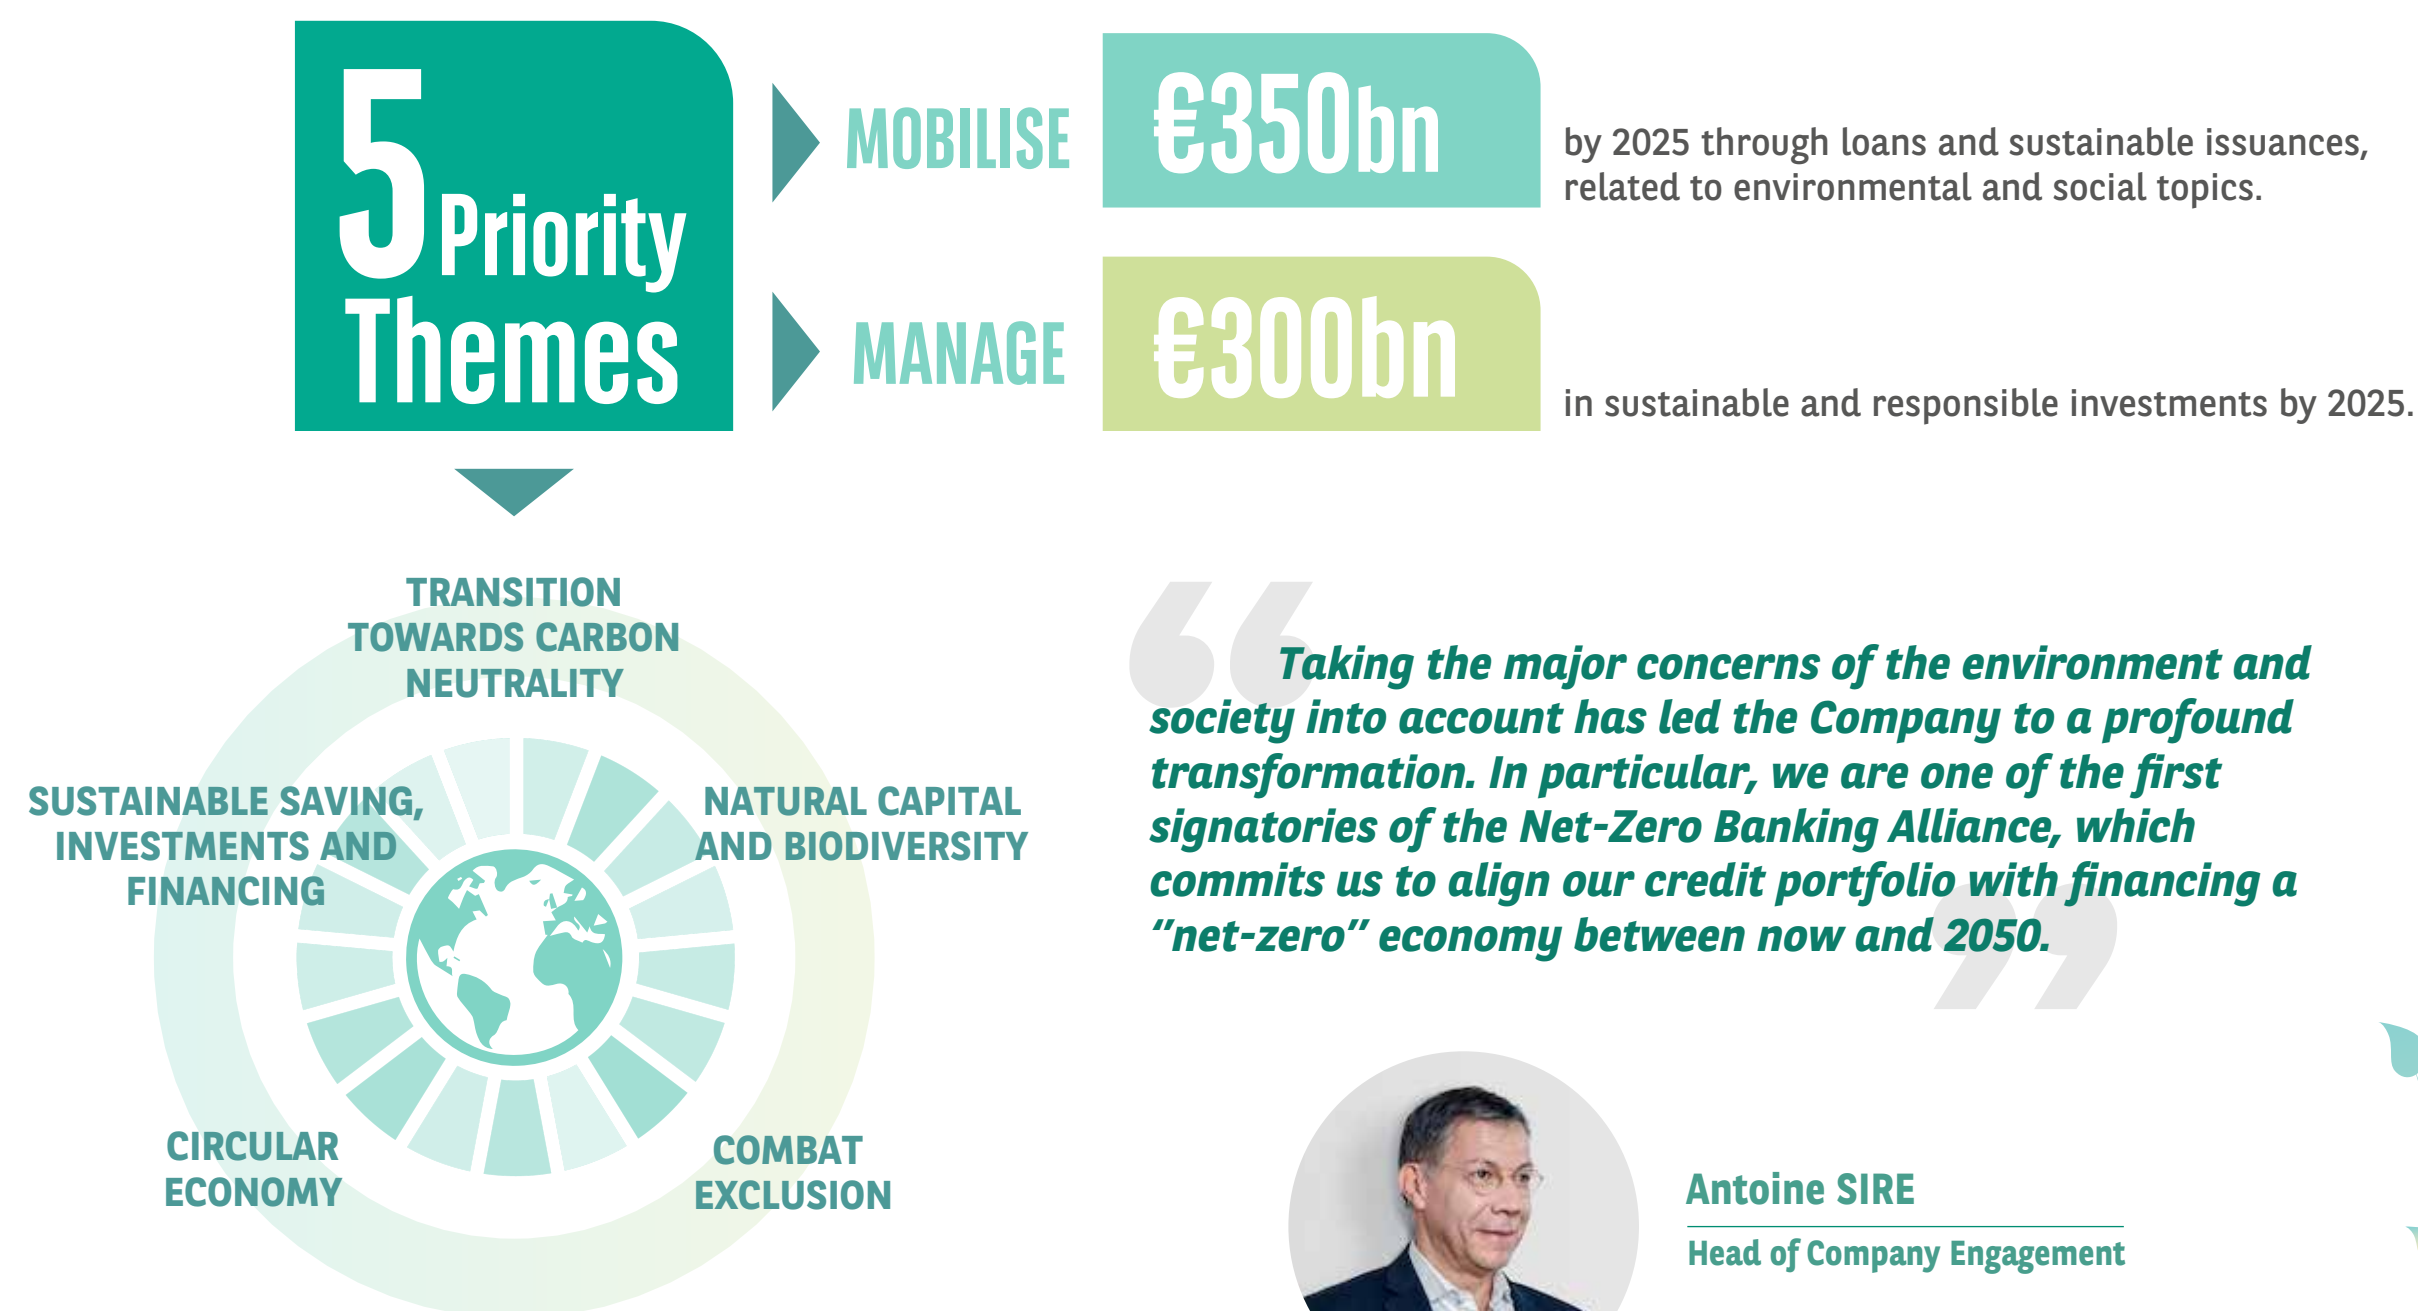 5 Priority
Themes
MOBILISE
€350bn
by 2025 through loans and sustainable issuances,
related to environmental and social topics.
MANAGE
€300bn
in sustainable and responsible investments by 2025.
TRANSITION
TOWARDS CARBON
NEUTRALITY
SUSTAINABLE SAVING,
INVESTMENTS AND
FINANCING
NATURAL CAPITAL
AND BIODIVERSITY
CIRCULAR
ECONOMY
COMBAT
EXCLUSION
“Taking the major concerns of the environment and
society into account has led the Company to a profound
transformation. In particular, we are one of the first
signatories of the Net-Zero Banking Alliance, which
commits us to align our credit portfolio with financing a
“net-zero” economy between now and 2050.”
Antoine SIRE
Head of Company Engagement